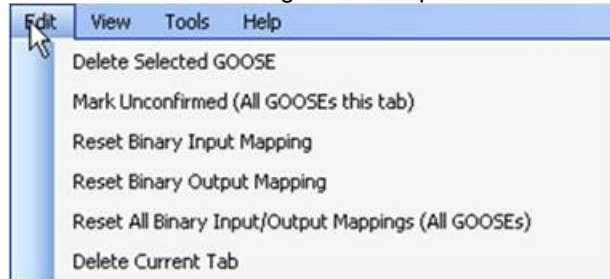 Edit View Tools Help
Delete Selected GOOSE
Mark Unconfirmed (All GOOSEs this tab)
Reset Binary Input Mapping
Reset Binary Output Mapping
Reset All Binary Input/Output Mappings (All GOOSEs)
Delete Current Tab